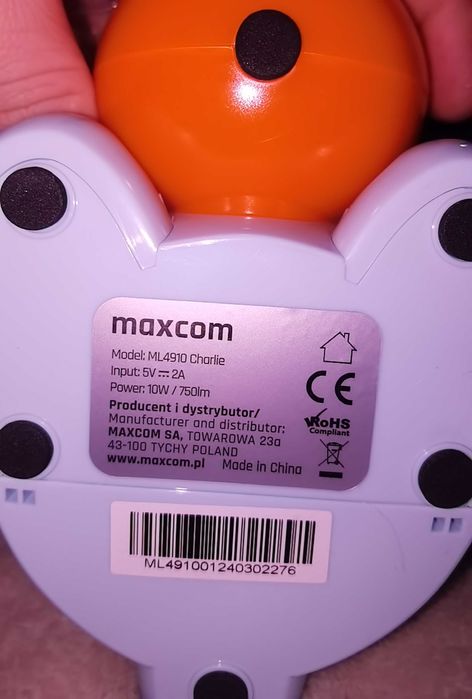 maxcom
Model: ML4910 Charlie
Input: 5V ⎓ 2A
Power: 10W / 750lm
Producent i dystrybutor/
Manufacturer and distributor:
MAXCOM SA, TOWAROWA 23a
43-100 TYCHY POLAND
www.maxcom.pl Made in China
CE
RoHS
Compliant
ML491001240302276